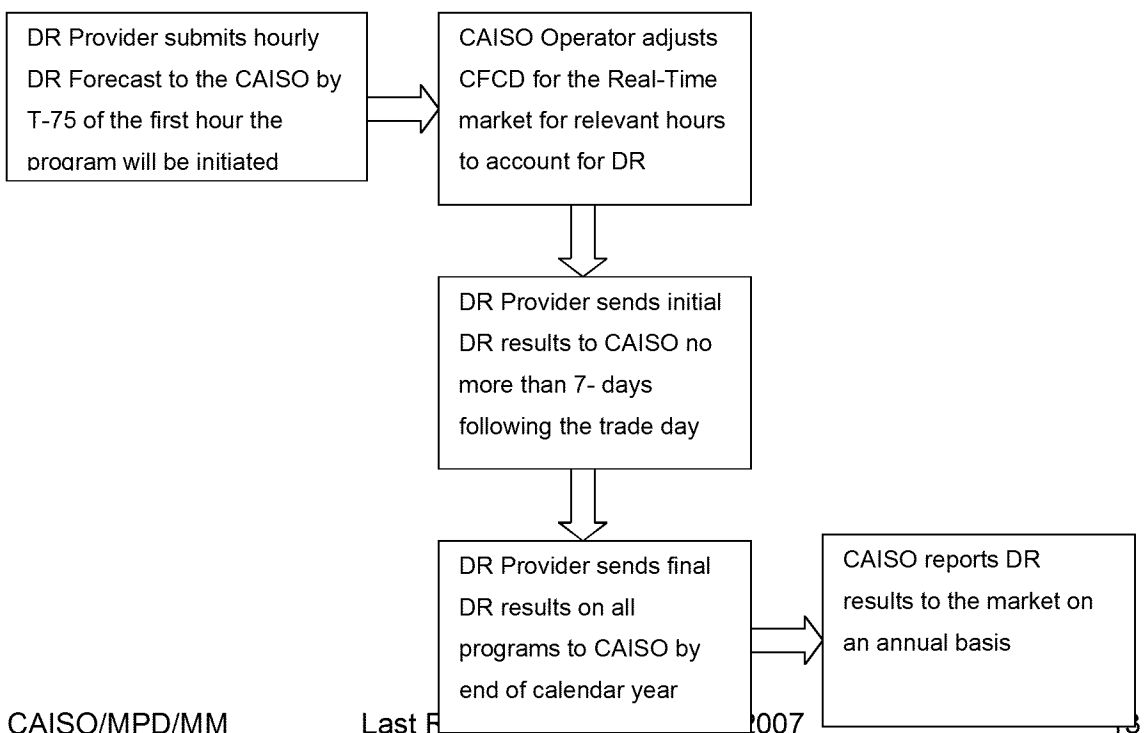 DR Provider submits hourly
DR Forecast to the CAISO by
T-75 of the first hour the
program will be initiated
CAISO Operator adjusts
CFCD for the Real-Time
market for relevant hours
to account for DR
DR Provider sends initial
DR results to CAISO no
more than 7- days
following the trade day
DR Provider sends final
DR results on all
programs to CAISO by
end of calendar year
CAISO reports DR
results to the market on
an annual basis
CAISO/MPD/MM Last 2007